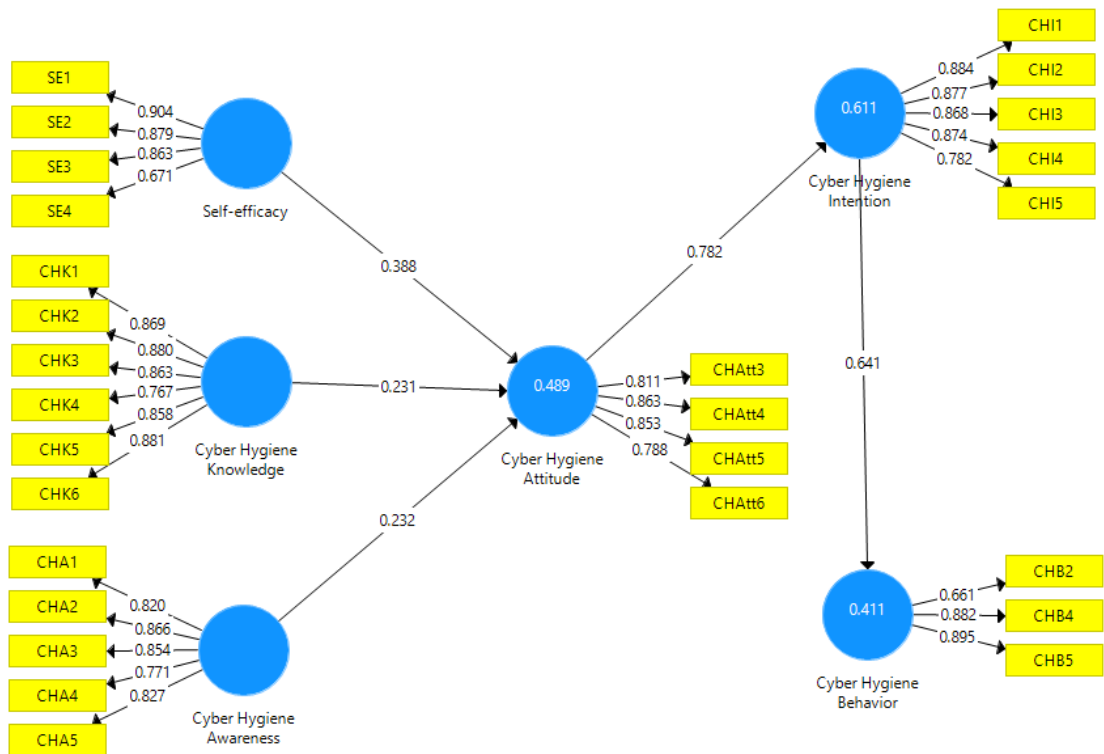 SE1
SE2
SE3
SE4
0.904
0.879
0.863
0.671
Self-efficacy
CHK1
CHK2
CHK3
CHK4
CHK5
CHK6
0.869
0.880
0.863
0.767
0.858
0.881
Cyber Hygiene
Knowledge
CHA1
CHA2
CHA3
CHA4
CHA5
0.820
0.866
0.854
0.771
0.827
Cyber Hygiene
Awareness
0.388
0.231
0.232
0.489
Cyber Hygiene
Attitude
0.811
0.863
0.853
0.788
CHAtt3
CHAtt4
CHAtt5
CHAtt6
0.782
0.611
Cyber Hygiene
Intention
0.884
0.877
0.868
0.874
0.782
CHI1
CHI2
CHI3
CHI4
CHI5
0.641
0.411
Cyber Hygiene
Behavior
0.661
0.882
0.895
CHB2
CHB4
CHB5